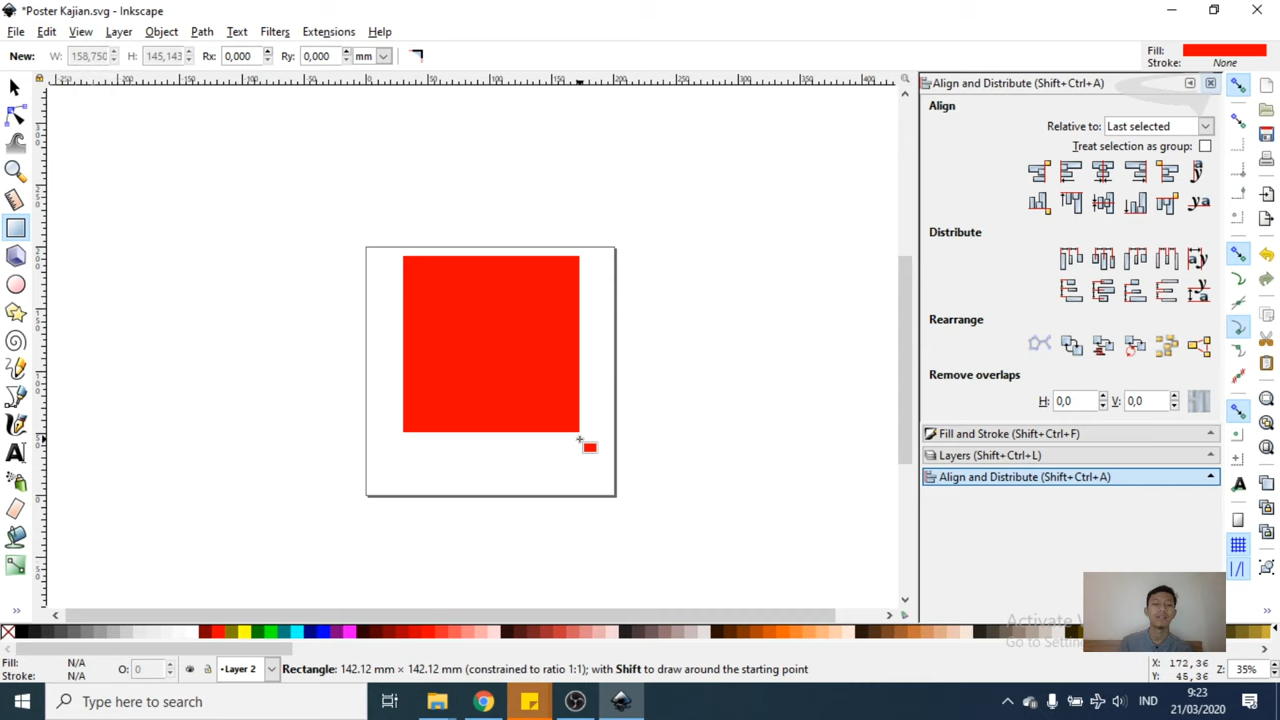 *Poster Kajian.svg - Inkscape
File Edit View Layer Object Path Text Filters Extensions Help
New: W: 158,750 H: 145,143 Rx: 0,000 Ry: 0,000 mm
Fill:
Stroke: None
Align and Distribute (Shift+Ctrl+A)
Align
Relative to: Last selected
Treat selection as group:
Distribute
Rearrange
Remove overlaps
H: 0,0 V: 0,0
Fill and Stroke (Shift+Ctrl+F)
Layers (Shift+Ctrl+L)
Align and Distribute (Shift+Ctrl+A)
Activate
Go to Setting
Fill: N/A
Stroke: N/A
O: 0
Layer 2
Rectangle: 142.12 mm × 142.12 mm (constrained to ratio 1:1); with Shift to draw around the starting point
X: 172,36
Y: 45,36
Z: 35%
Type here to search
IND
9:23
21/03/2020